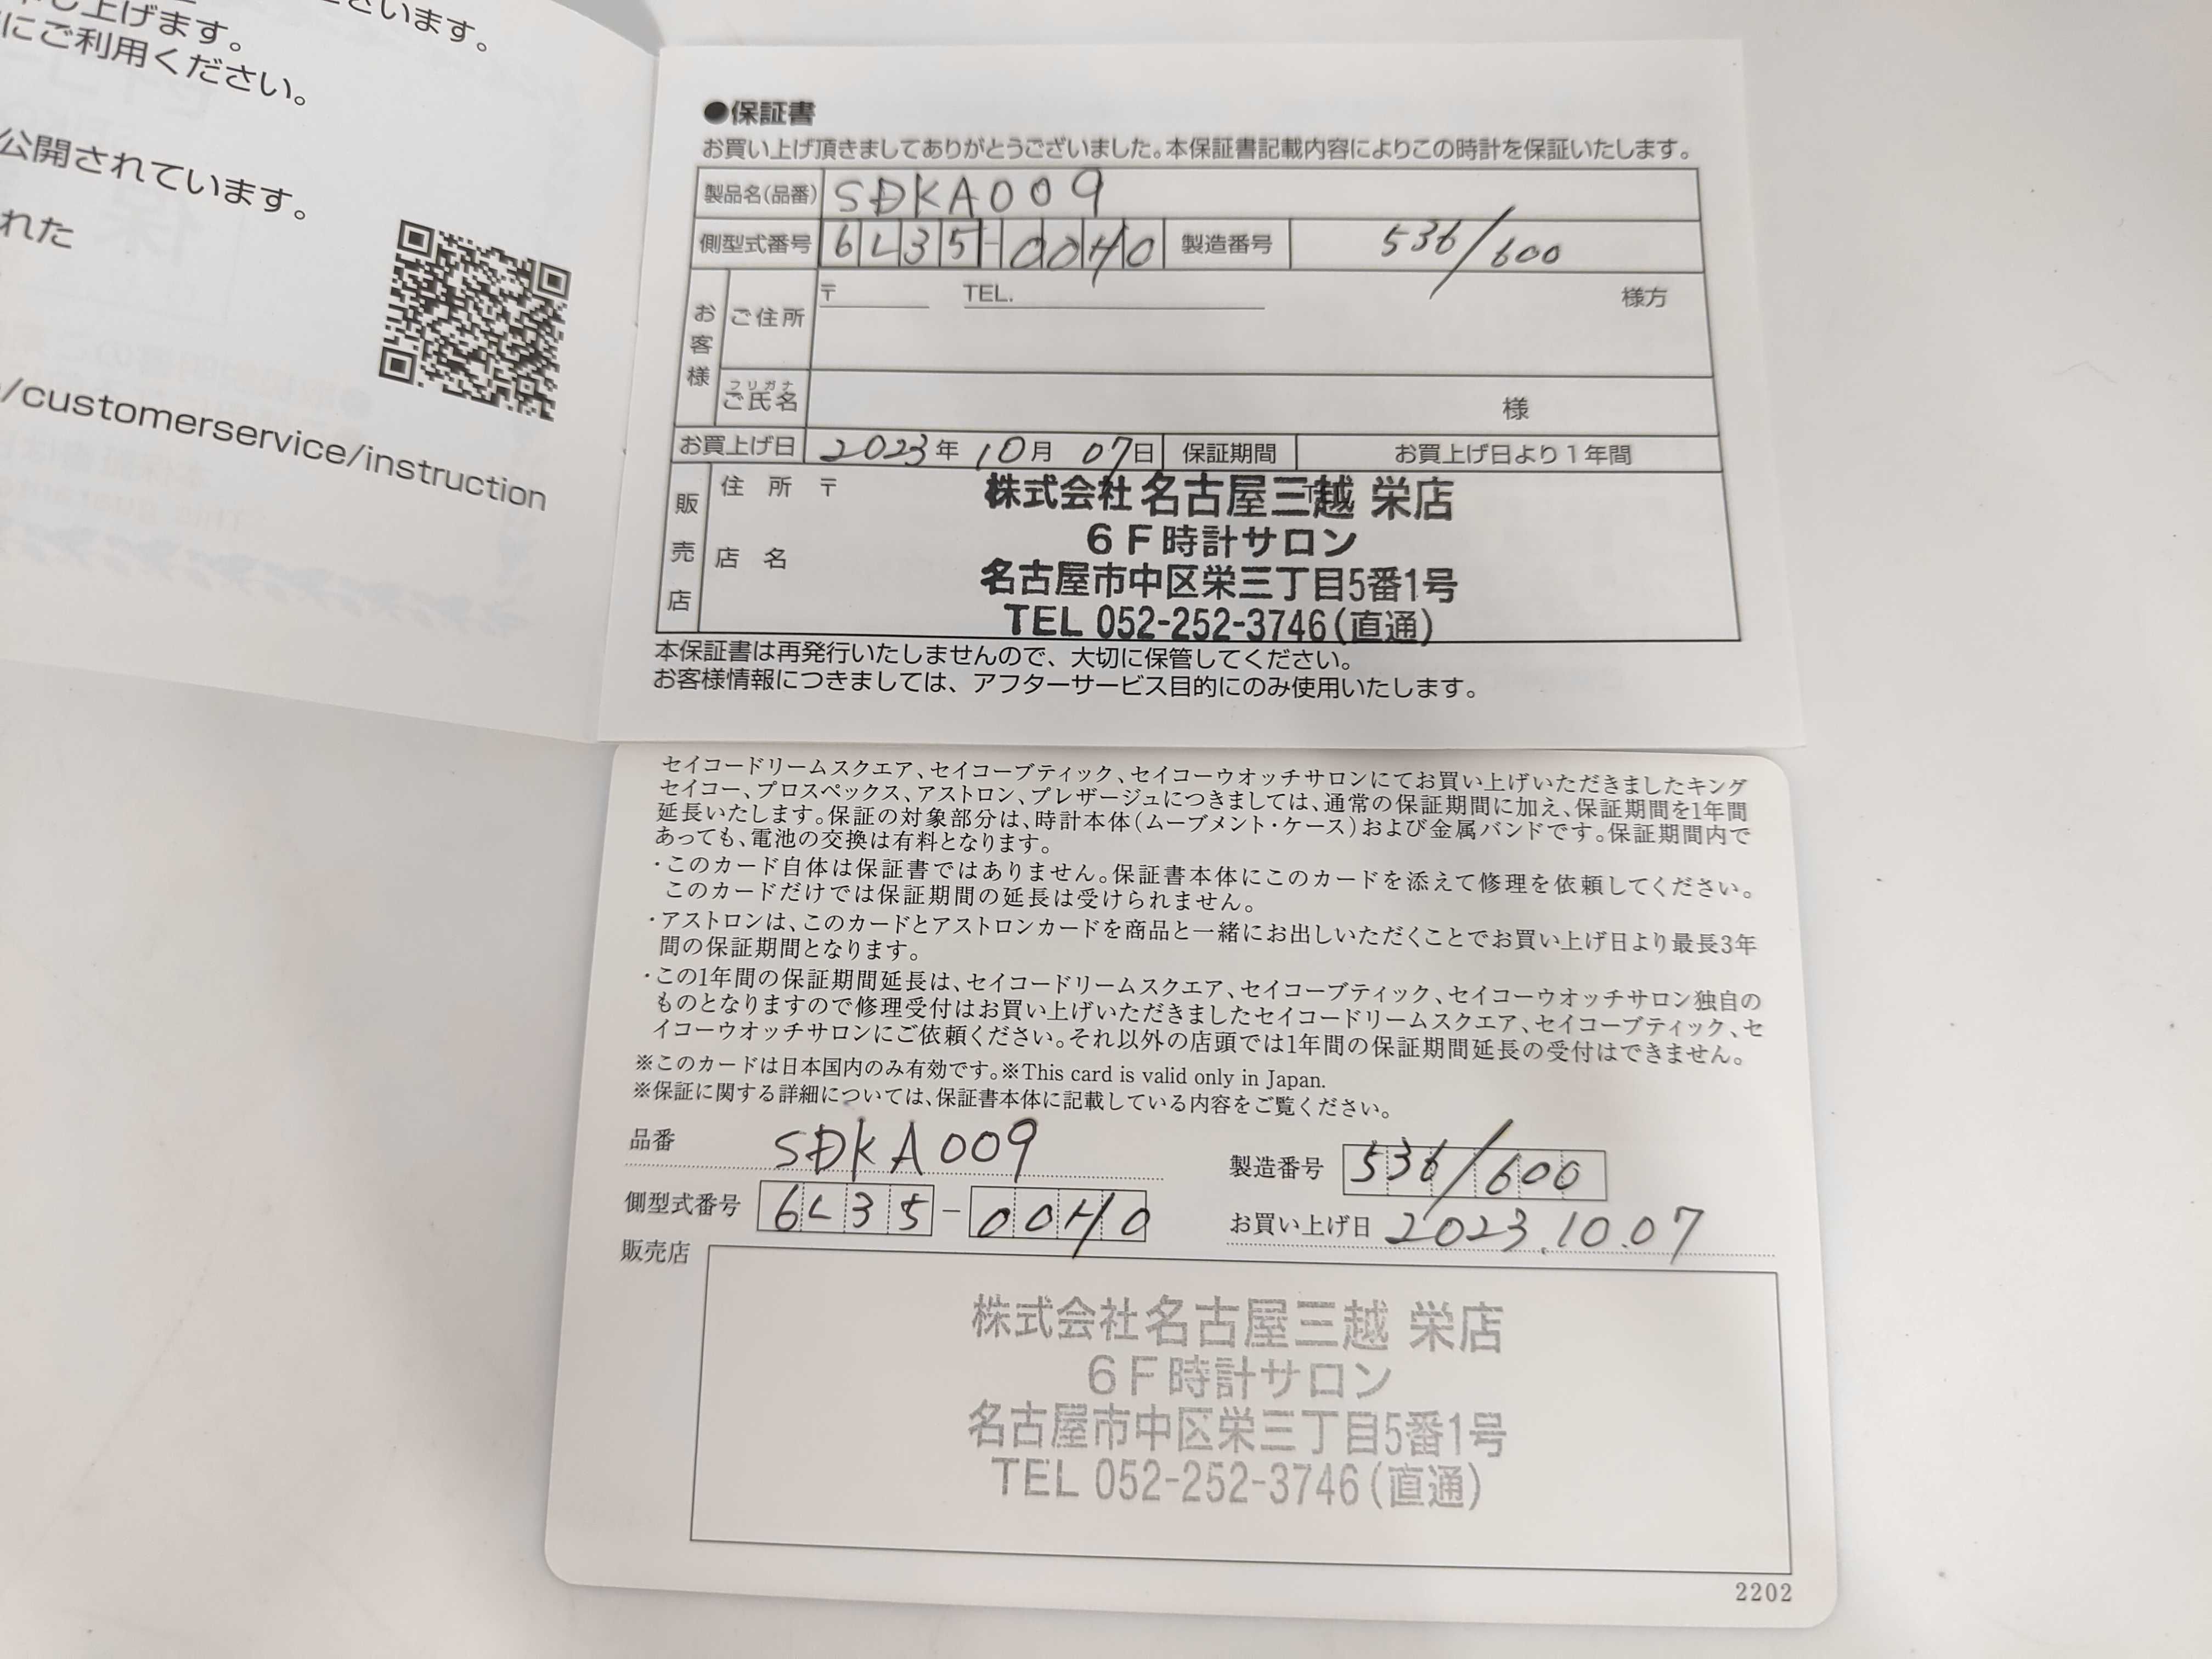 し上げます。
ございます。
にご利用ください。
公開されています。
れた
/customerservice/instruction
●保証書
お買い上げ頂きましてありがとうございました。本保証書記載内容によりこの時計を保証いたします。
製品名(品番) SDKA009
側型式番号 6L35-00H0 製造番号 536/600
お客様 ご住所 〒 TEL. 様方
フリガナ
ご氏名 様
お買上げ日 2023年 10月 07日 保証期間 お買上げ日より1年間
販売店 住所 〒 株式会社 名古屋三越 栄店
6F時計サロン
店名 名古屋市中区栄三丁目5番1号
TEL 052-252-3746(直通)
本保証書は再発行いたしませんので、大切に保管してください。
お客様情報につきましては、アフターサービス目的にのみ使用いたします。
セイコードリームスクエア、セイコーブティック、セイコーウオッチサロンにてお買い上げいただきましたキング
セイコー、プロスペックス、アストロン、プレザージュにつきましては、通常の保証期間に加え、保証期間を1年間
延長いたします。保証の対象部分は、時計本体(ムーブメント・ケース)および金属バンドです。保証期間内で
あっても、電池の交換は有料となります。
・このカード自体は保証書ではありません。保証書本体にこのカードを添えて修理を依頼してください。
このカードだけでは保証期間の延長は受けられません。
・アストロンは、このカードとアストロンカードを商品と一緒にお出しいただくことでお買い上げ日より最長3年
間の保証期間となります。
・この1年間の保証期間延長は、セイコードリームスクエア、セイコーブティック、セイコーウオッチサロン独自の
ものとなりますので修理受付はお買い上げいただきましたセイコードリームスクエア、セイコーブティック、セ
イコーウオッチサロンにご依頼ください。それ以外の店頭では1年間の保証期間延長の受付はできません。
※このカードは日本国内のみ有効です。※This card is valid only in Japan.
※保証に関する詳細については、保証書本体に記載している内容をご覧ください。
品番 SDKA009 製造番号 536/600
側型式番号 6L35-00H0 お買い上げ日 2023.10.07
販売店
株式会社名古屋三越 栄店
6F時計サロン
名古屋市中区栄三丁目5番1号
TEL 052-252-3746(直通)
2202